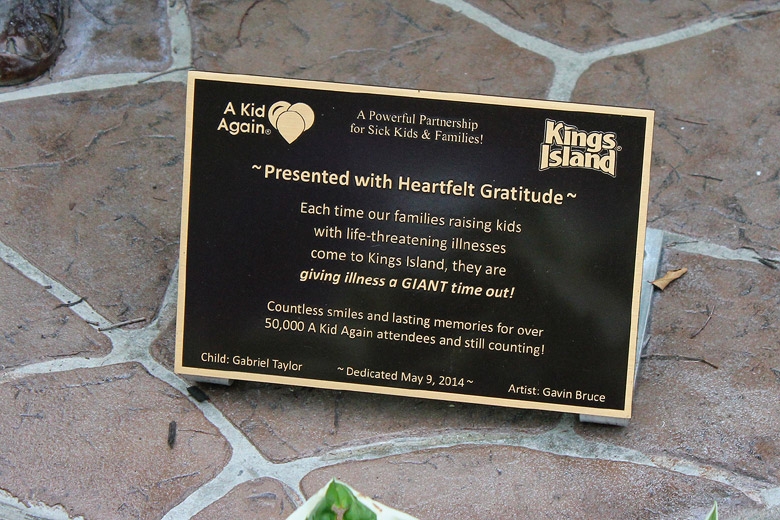 A Kid
Again®
A Powerful Partnership
for Sick Kids & Families!
Kings
Island®
~Presented with Heartfelt Gratitude~
Each time our families raising kids
with life-threatening illnesses
come to Kings Island, they are
giving illness a GIANT time out!
Countless smiles and lasting memories for over
50,000 A Kid Again attendees and still counting!
Child: Gabriel Taylor
~Dedicated May 9, 2014~
Artist: Gavin Bruce